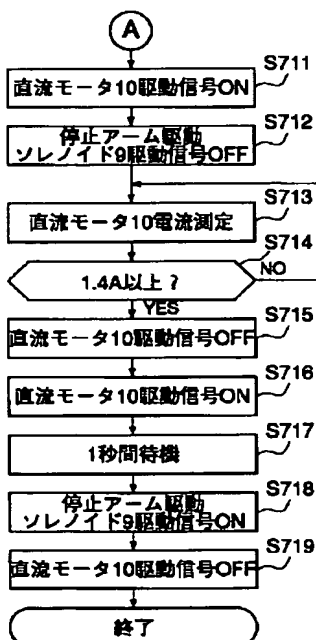 A
S711
直流モータ10駆動信号ON
S712
停止アーム駆動
ソレノイド9駆動信号OFF
S713
直流モータ10電流測定
S714
1.4A以上?
NO
YES
S715
直流モータ10駆動信号OFF
S716
直流モータ10駆動信号ON
S717
1秒間待機
S718
停止アーム駆動
ソレノイド9駆動信号ON
S719
直流モータ10駆動信号OFF
終了